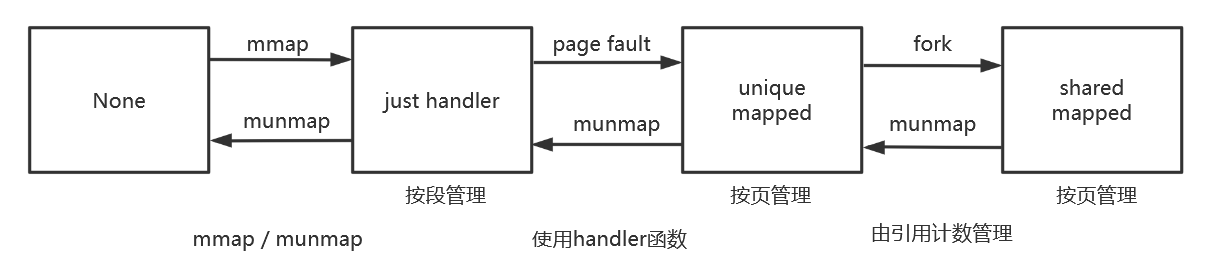 None
mmap
munmap
just handler
page fault
munmap
unique
mapped
fork
munmap
shared
mapped
按段管理
按页管理
按页管理
mmap / munmap
使用handler函数
由引用计数管理